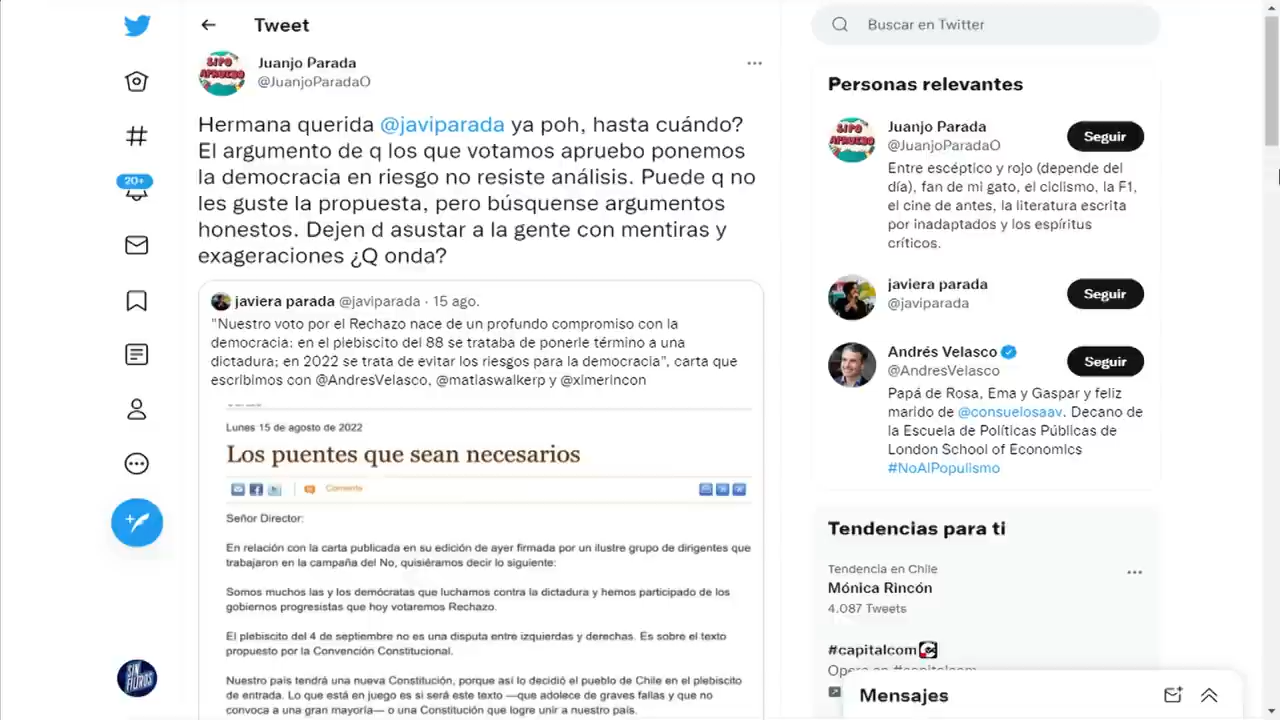 Tweet
Juanjo Parada
@JuanjoParadaO
Hermana querida @javiparada ya poh, hasta cuándo?
El argumento de q los que votamos apruebo ponemos
la democracia en riesgo no resiste análisis. Puede q no
les guste la propuesta, pero búsquense argumentos
honestos. Dejen d asustar a la gente con mentiras y
exageraciones ¿Q onda?
javiera parada @javiparada · 15 ago.
"Nuestro voto por el Rechazo nace de un profundo compromiso con la
democracia: en el plebiscito del 88 se trataba de ponerle término a una
dictadura; en 2022 se trata de evitar los riesgos para la democracia", carta que
escribimos con @AndresVelasco, @matiaswalkerp y @ximerincon
Lunes 15 de agosto de 2022
Los puentes que sean necesarios
Comenta
Señor Director:
En relación con la carta publicada en su edición de ayer firmada por un ilustre grupo de dirigentes que
trabajaron en la campaña del No, quisiéramos decir lo siguiente:
Somos muchos las y los demócratas que luchamos contra la dictadura y hemos participado de los
gobiernos progresistas que hoy votaremos Rechazo.
El plebiscito del 4 de septiembre no es una disputa entre izquierdas y derechas. Es sobre el texto
propuesto por la Convención Constitucional.
Nuestro país tendrá una nueva Constitución, porque así lo decidió el pueblo de Chile en el plebiscito
de entrada. Lo que está en juego es si será este texto —que adolece de graves fallas y que no
convoca a una gran mayoría— o una Constitución que logre unir a nuestro país.
20+
SIN
FILTROS
Buscar en Twitter
Personas relevantes
Juanjo Parada
@JuanjoParadaO
Seguir
Entre escéptico y rojo (depende del
día), fan de mi gato, el ciclismo, la F1,
el cine de antes, la literatura escrita
por inadaptados y los espíritus
críticos.
javiera parada
@javiparada
Seguir
Andrés Velasco
@AndresVelasco
Seguir
Papá de Rosa, Ema y Gaspar y feliz
marido de @consuelosaav. Decano de
la Escuela de Políticas Públicas de
London School of Economics
#NoAlPopulismo
Tendencias para ti
Tendencia en Chile
Mónica Rincón
4.087 Tweets
#capitalcom
Opera en #capitalcom
Mensajes